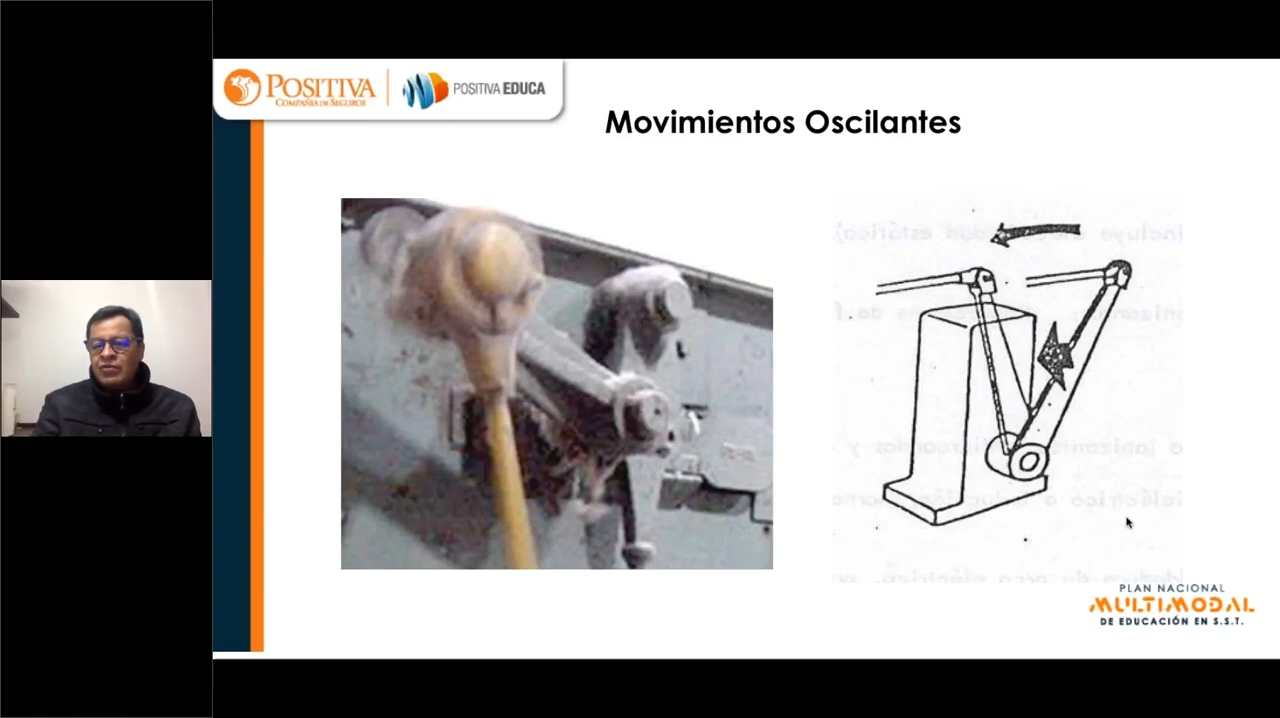 POSITIVA
COMPAÑÍA DE SEGUROS
POSITIVA EDUCA
Movimientos Oscilantes
PLAN NACIONAL
MULTIMODAL
DE EDUCACIÓN EN S.S.T.